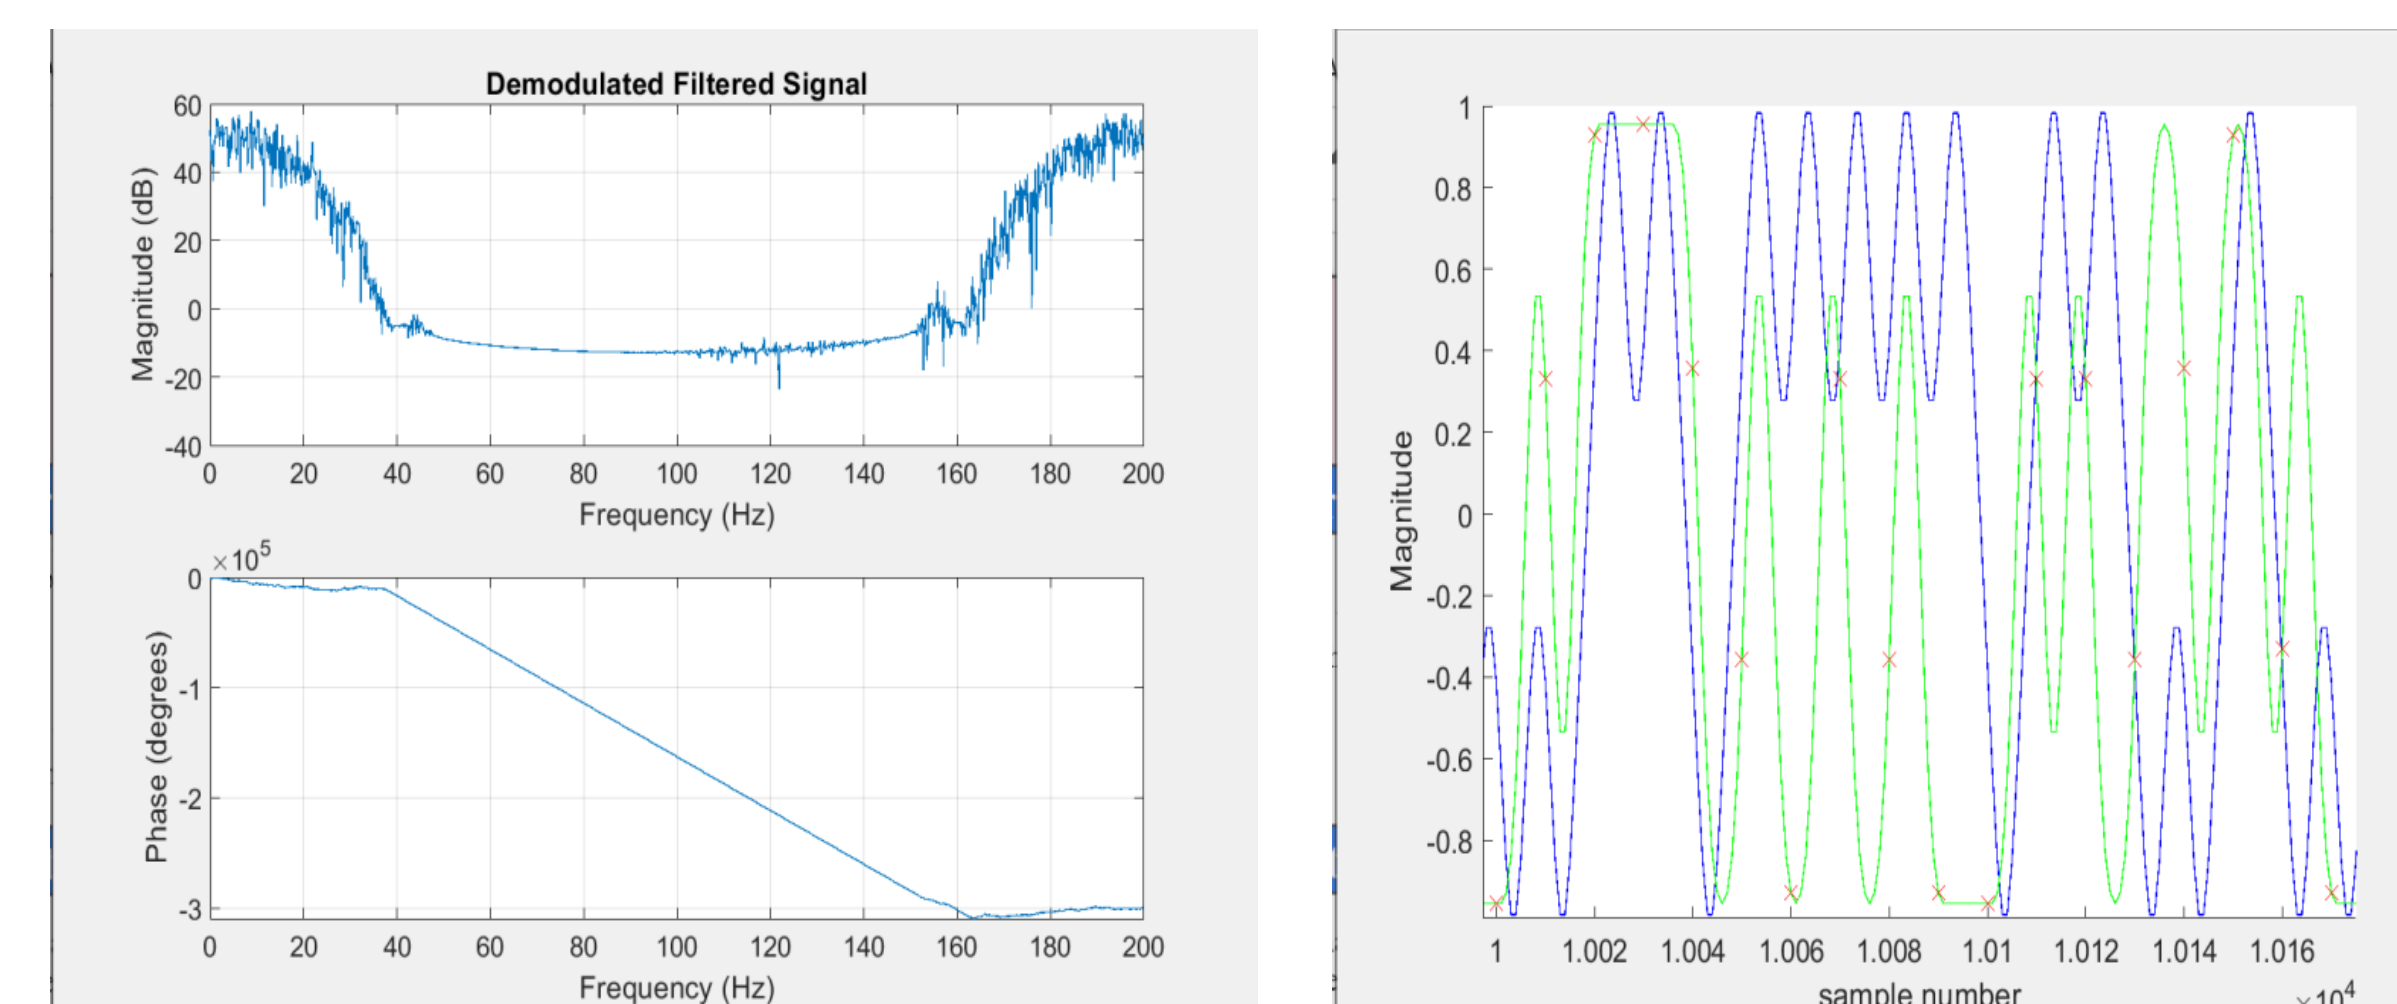 Demodulated Filtered Signal
60
40
20
0
-20
-40
Magnitude (dB)
0 20 40 60 80 100 120 140 160 180 200
Frequency (Hz)
×10^5
0
-1
-2
-3
Phase (degrees)
0 20 40 60 80 100 120 140 160 180 200
Frequency (Hz)
1
0.8
0.6
0.4
0.2
0
-0.2
-0.4
-0.6
-0.8
Magnitude
1 1.002 1.004 1.006 1.008 1.01 1.012 1.014 1.016
sample number
×10^4